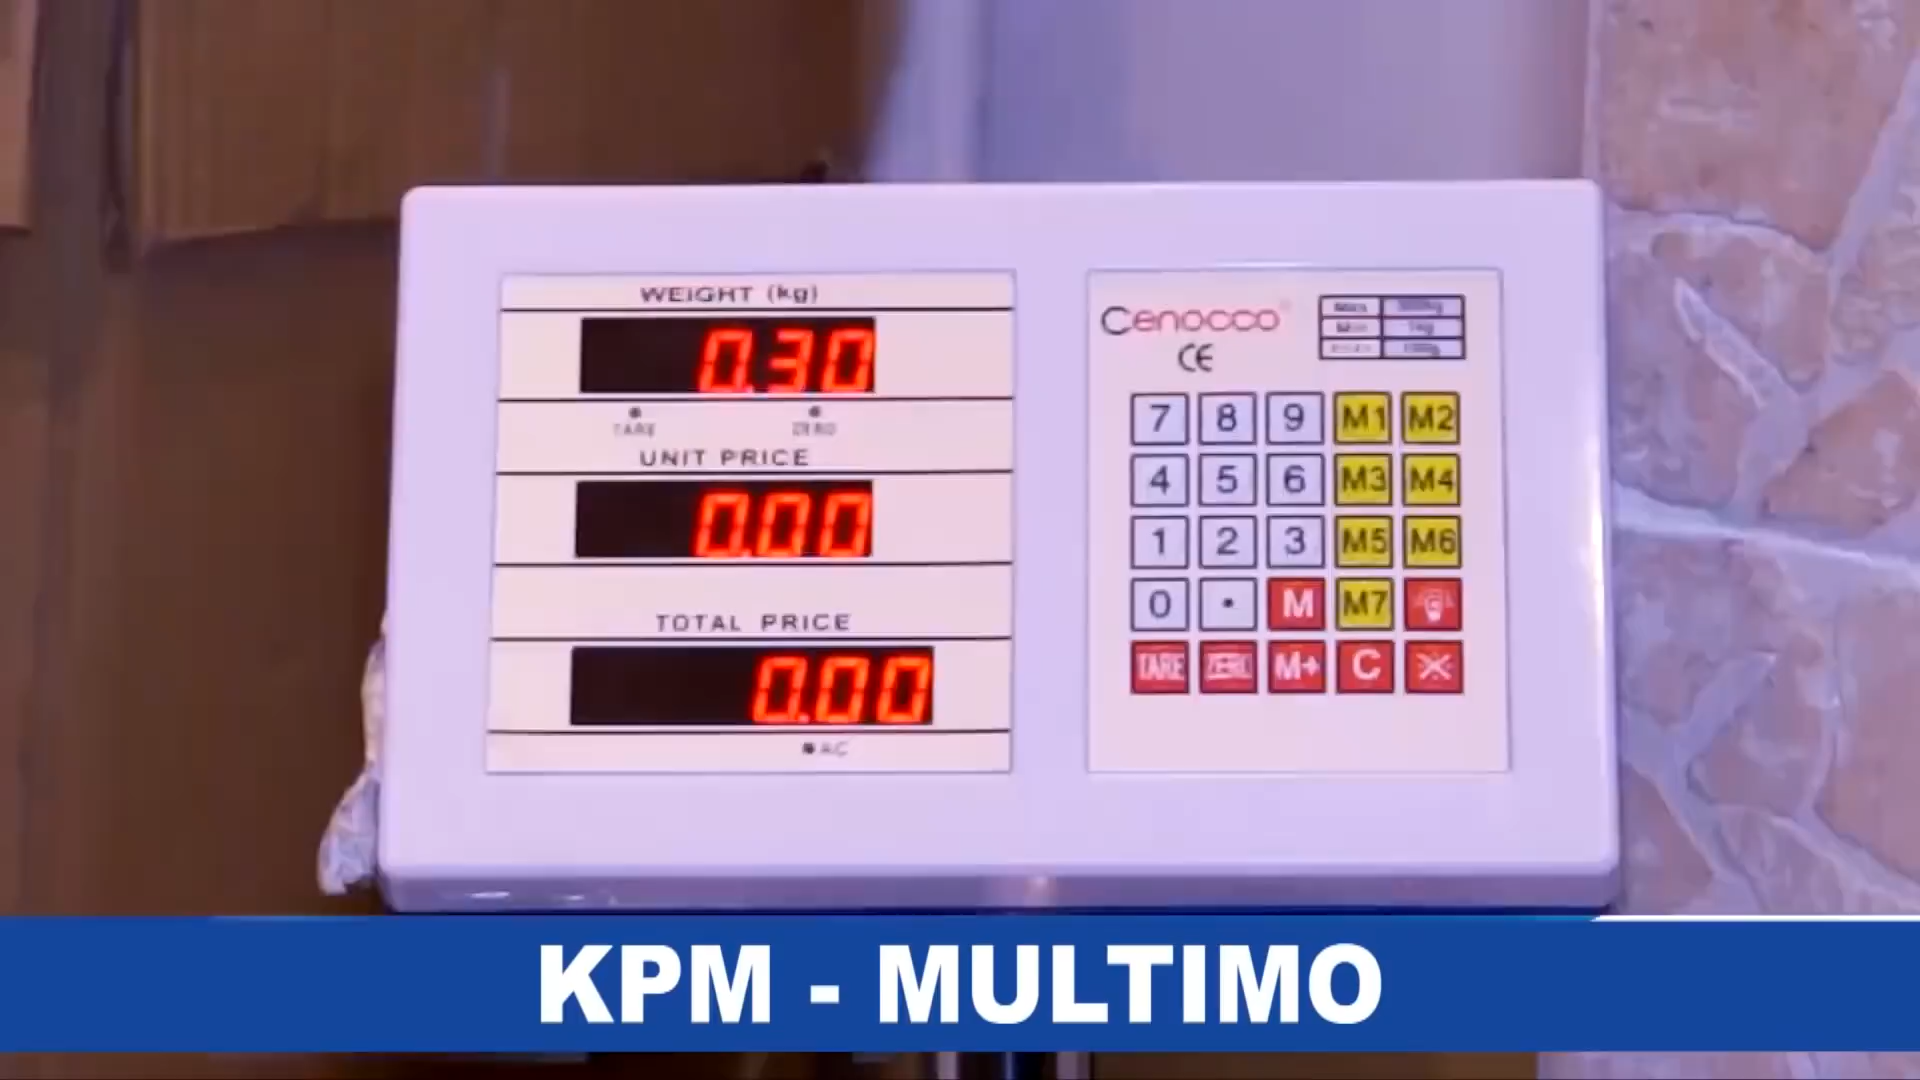 WEIGHT (kg)
0.30
TARE ZERO
UNIT PRICE
0.00
TOTAL PRICE
0.00
AC
Cenocco
CE
1kg
7 8 9 M1 M2
4 5 6 M3 M4
1 2 3 M5 M6
0 . M M7
TARE ZERO M+ C
KPM - MULTIMO